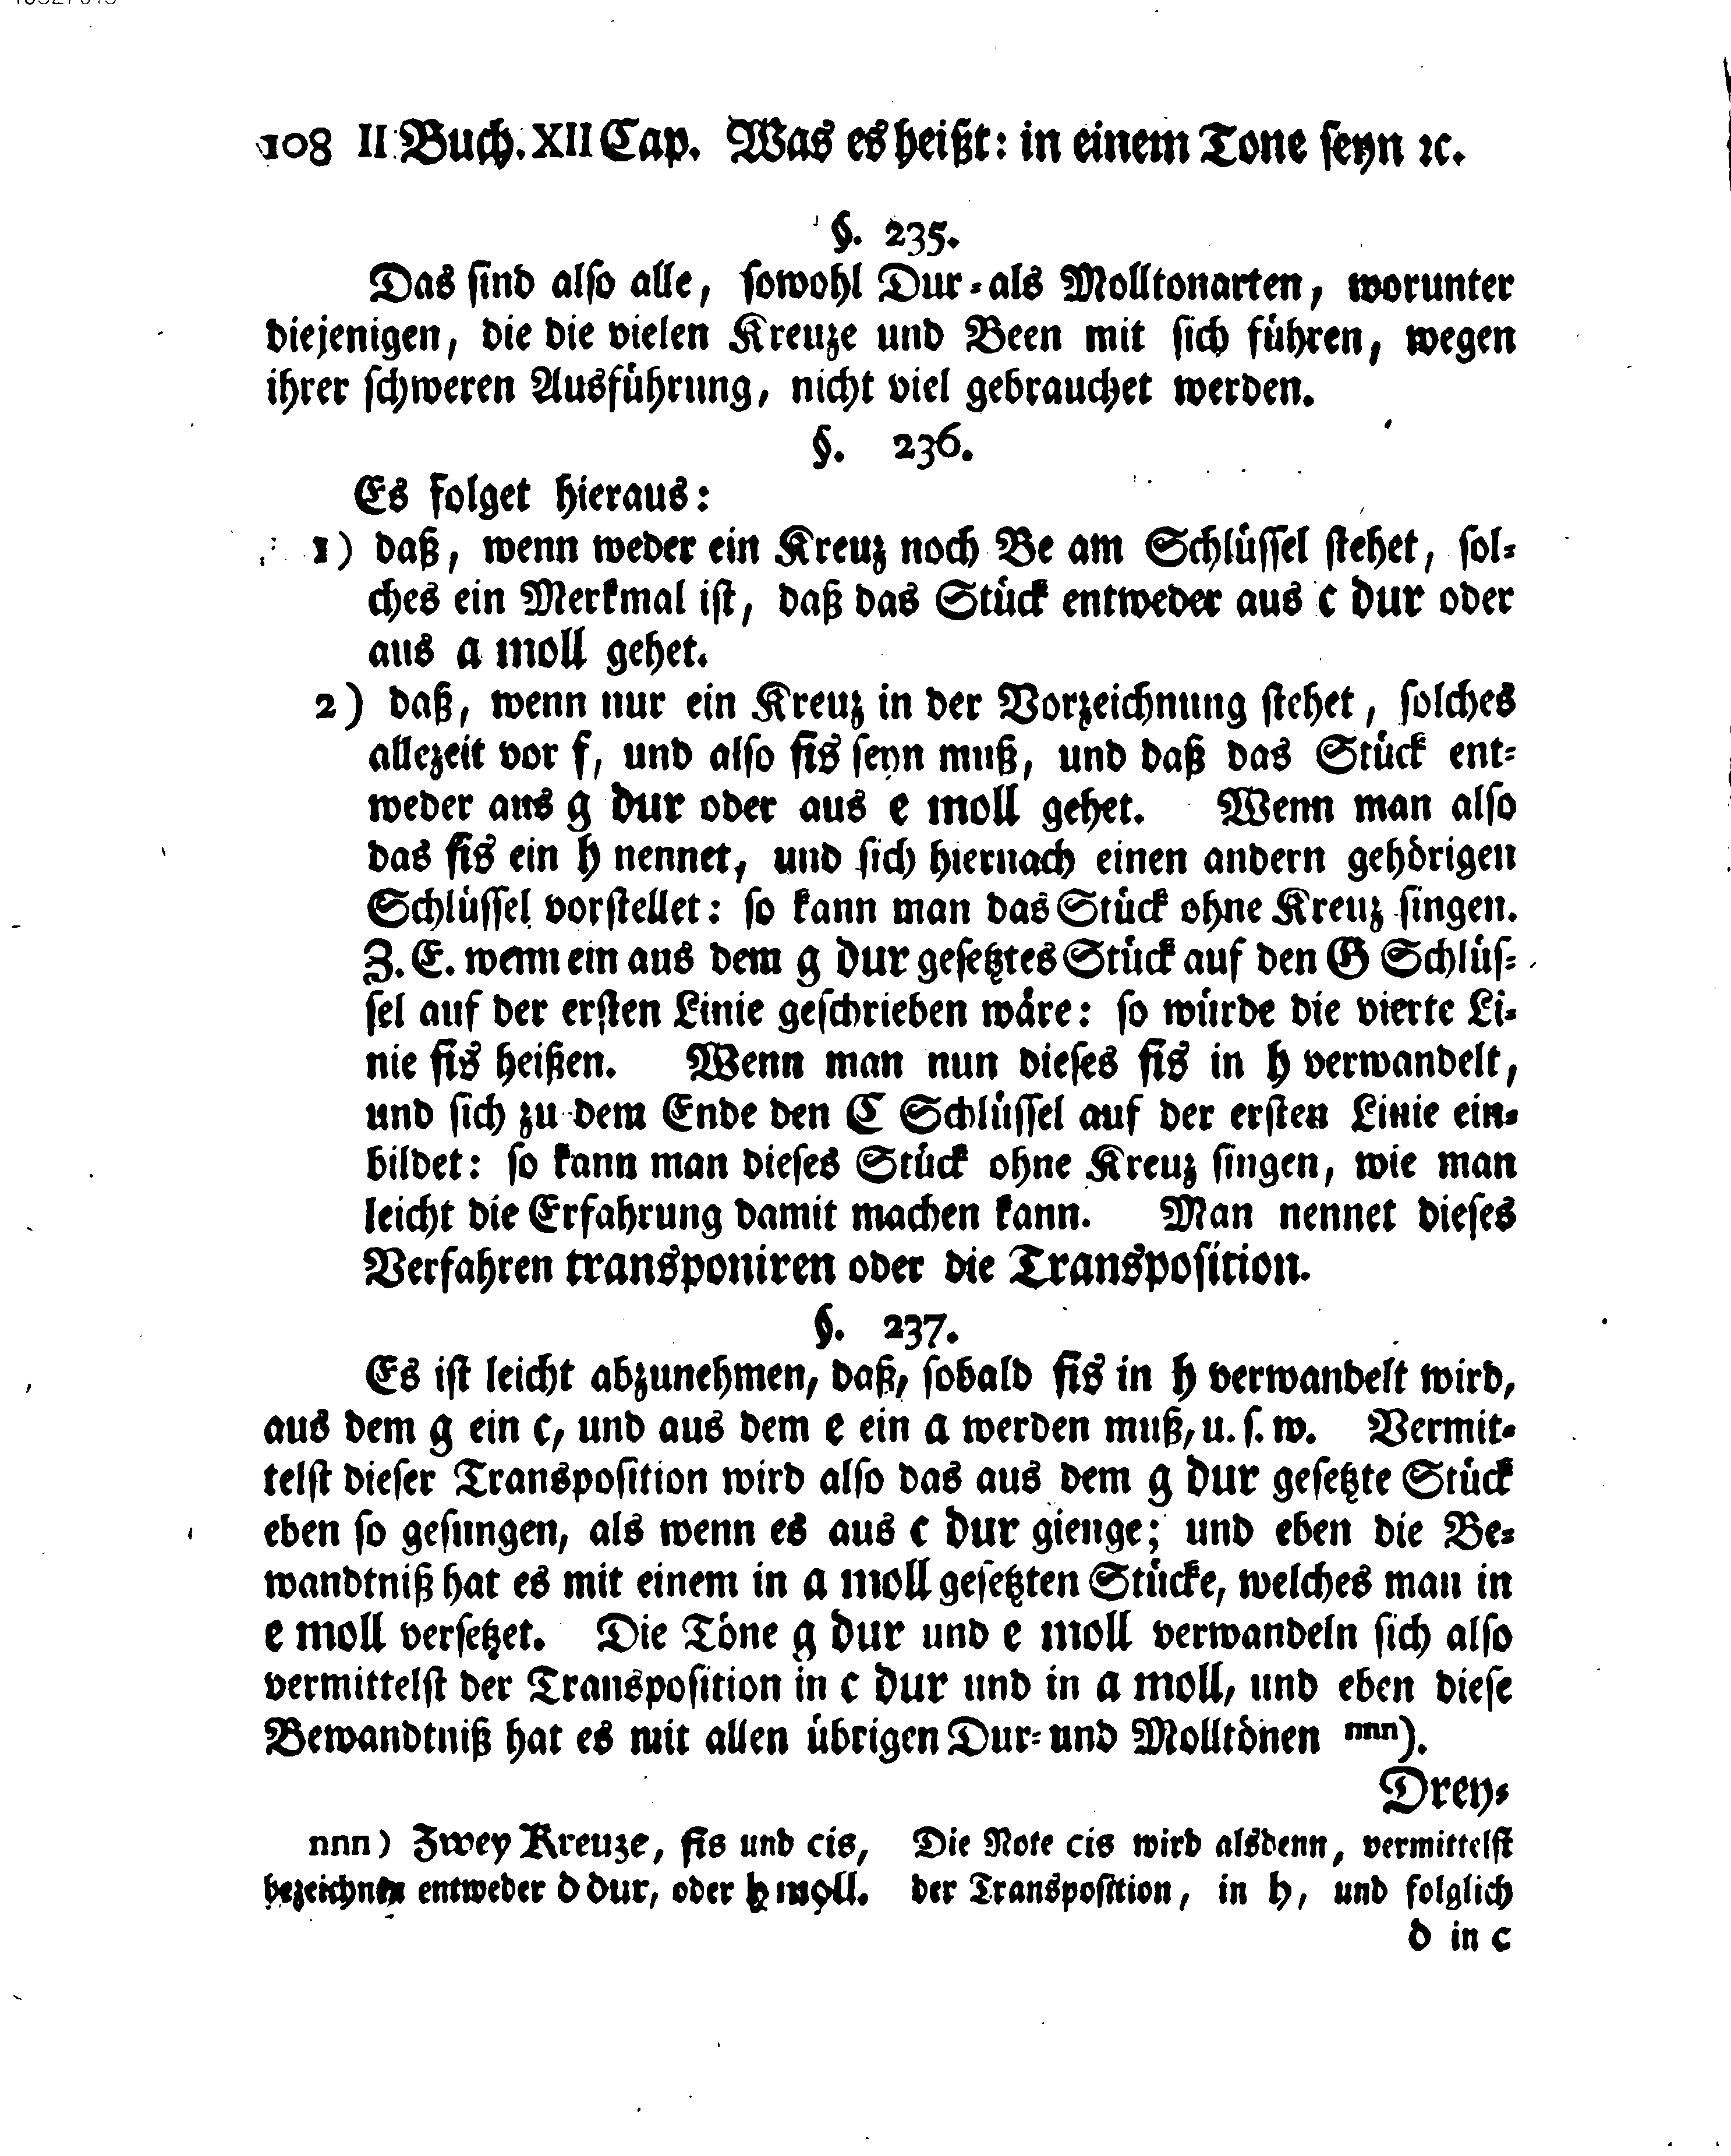 108 II Buch. XII Cap. Was es heißt: in einem Tone seyn ꝛc.
§. 235.
Das sind also alle, sowohl Dur-als Molltonarten, worunter
diejenigen, die die vielen Kreuze und Been mit sich führen, wegen
ihrer schweren Ausführung, nicht viel gebrauchet werden.
§. 236.
Es folget hieraus:
1) daß, wenn weder ein Kreuz noch Be am Schlüssel stehet, sol-
ches ein Merkmal ist, daß das Stück entweder aus c dur oder
aus a moll gehet.
2) daß, wenn nur ein Kreuz in der Vorzeichnung stehet, solches
allezeit vor f, und also fis seyn muß, und daß das Stück ent-
weder aus g dur oder aus e moll gehet. Wenn man also
das fis ein h nennet, und sich hiernach einen andern gehörigen
Schlüssel vorstellet: so kann man das Stück ohne Kreuz singen.
Z. E. wenn ein aus dem g dur gesetztes Stück auf den G Schlüs-
sel auf der ersten Linie geschrieben wäre: so würde die vierte Li-
nie fis heißen. Wenn man nun dieses fis in h verwandelt,
und sich zu dem Ende den C Schlüssel auf der ersten Linie ein-
bildet: so kann man dieses Stück ohne Kreuz singen, wie man
leicht die Erfahrung damit machen kann. Man nennet dieses
Verfahren transponiren oder die Transposition.
§. 237.
Es ist leicht abzunehmen, daß, sobald fis in h verwandelt wird,
aus dem g ein c, und aus dem e ein a werden muß, u. s. w. Vermit-
telst dieser Transposition wird also das aus dem g dur gesetzte Stück
eben so gesungen, als wenn es aus c dur gienge; und eben die Be-
wandtniß hat es mit einem in a moll gesetzten Stücke, welches man in
e moll versetzet. Die Töne g dur und e moll verwandeln sich also
vermittelst der Transposition in c dur und in a moll, und eben diese
Bewandtniß hat es mit allen übrigen Dur- und Molltönen nnn).
Drey-
nnn) Zwey Kreuze, fis und cis,
bezeichnen entweder d dur, oder h moll.
Die Note cis wird alsdenn, vermittelst
der Transposition, in h, und folglich
d in c